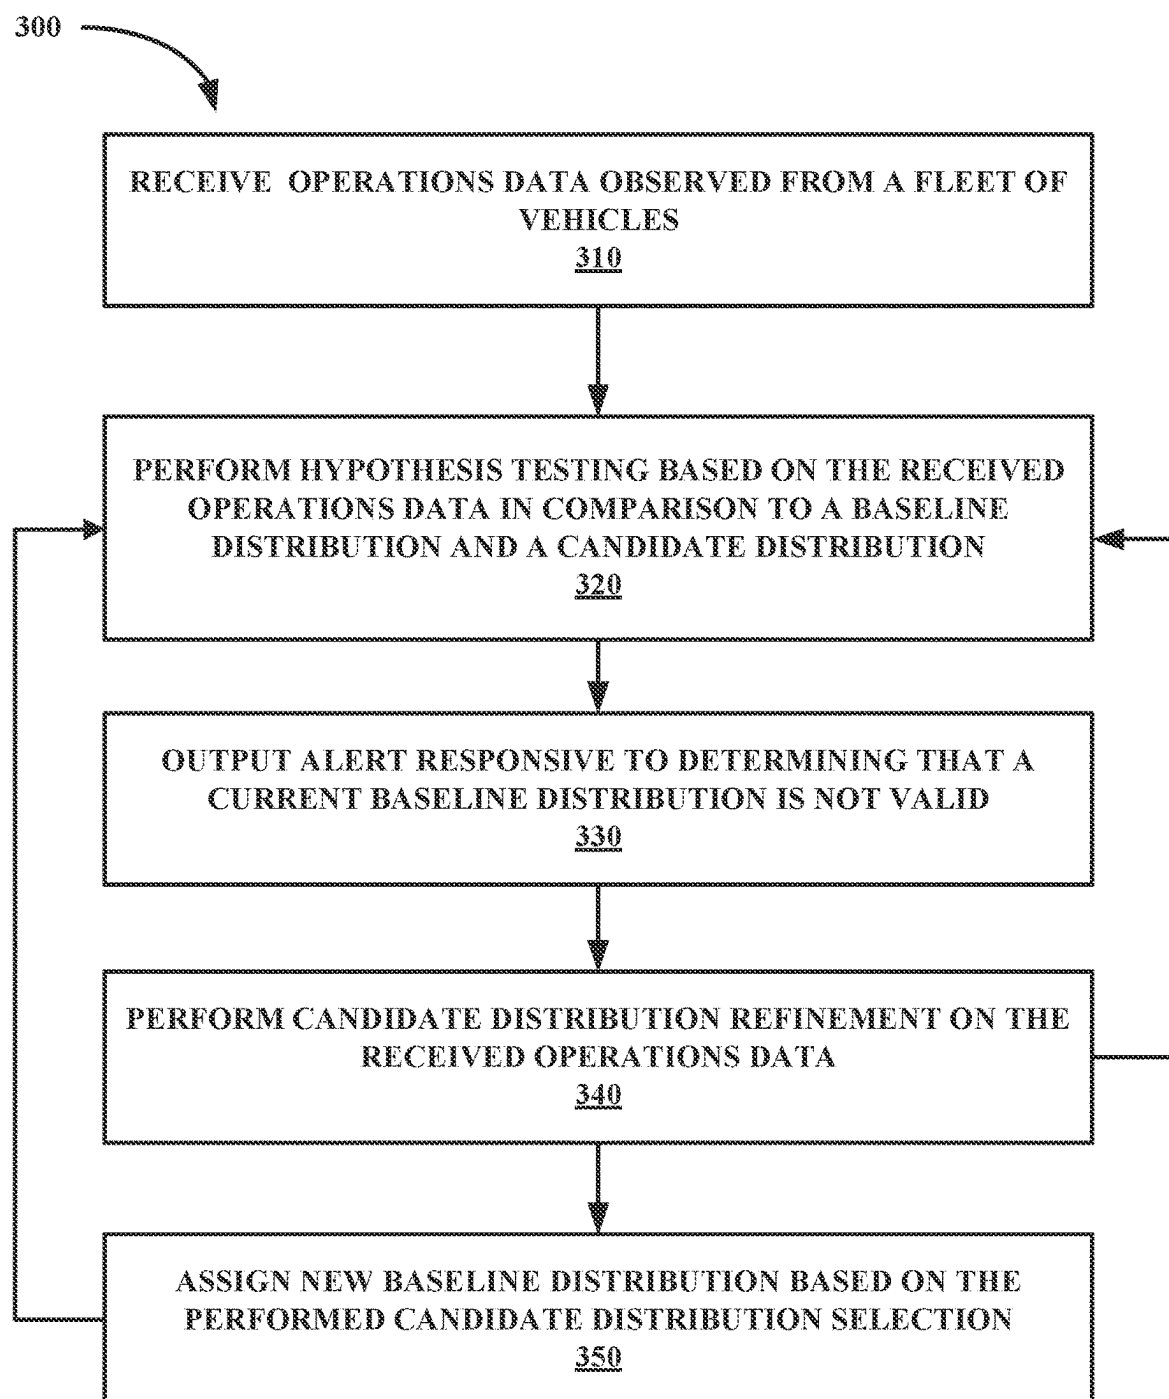 300
RECEIVE OPERATIONS DATA OBSERVED FROM A FLEET OF
VEHICLES
310
PERFORM HYPOTHESIS TESTING BASED ON THE RECEIVED
OPERATIONS DATA IN COMPARISON TO A BASELINE
DISTRIBUTION AND A CANDIDATE DISTRIBUTION
320
OUTPUT ALERT RESPONSIVE TO DETERMINING THAT A
CURRENT BASELINE DISTRIBUTION IS NOT VALID
330
PERFORM CANDIDATE DISTRIBUTION REFINEMENT ON THE
RECEIVED OPERATIONS DATA
340
ASSIGN NEW BASELINE DISTRIBUTION BASED ON THE
PERFORMED CANDIDATE DISTRIBUTION SELECTION
350